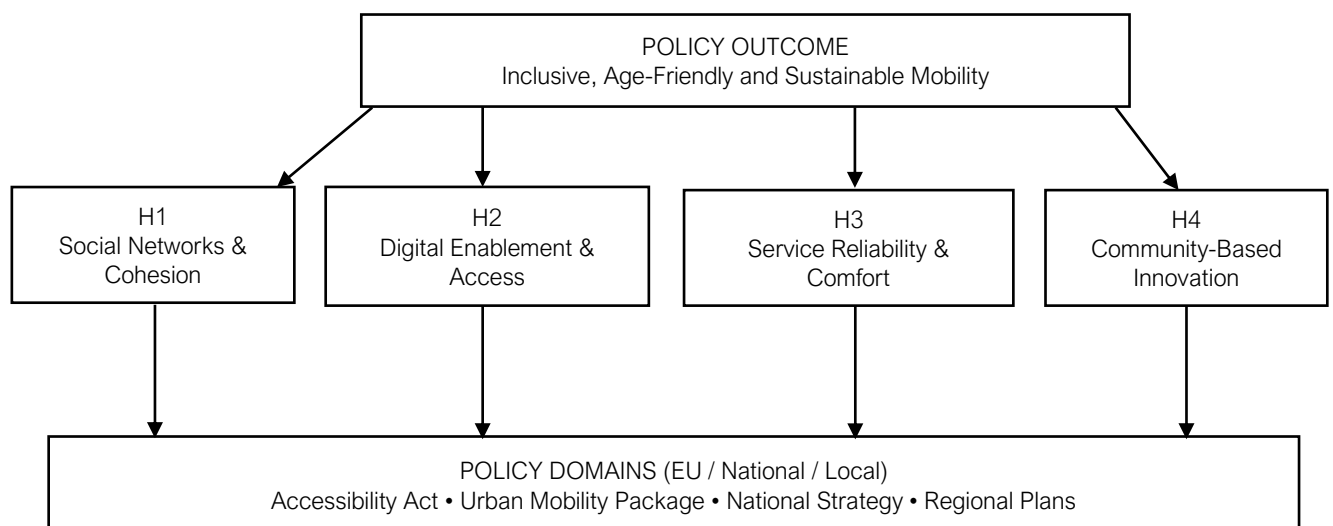 POLICY OUTCOME
Inclusive, Age-Friendly and Sustainable Mobility
H1
Social Networks &
Cohesion
H2
Digital Enablement &
Access
H3
Service Reliability &
Comfort
H4
Community-Based
Innovation
POLICY DOMAINS (EU / National / Local)
Accessibility Act • Urban Mobility Package • National Strategy • Regional Plans